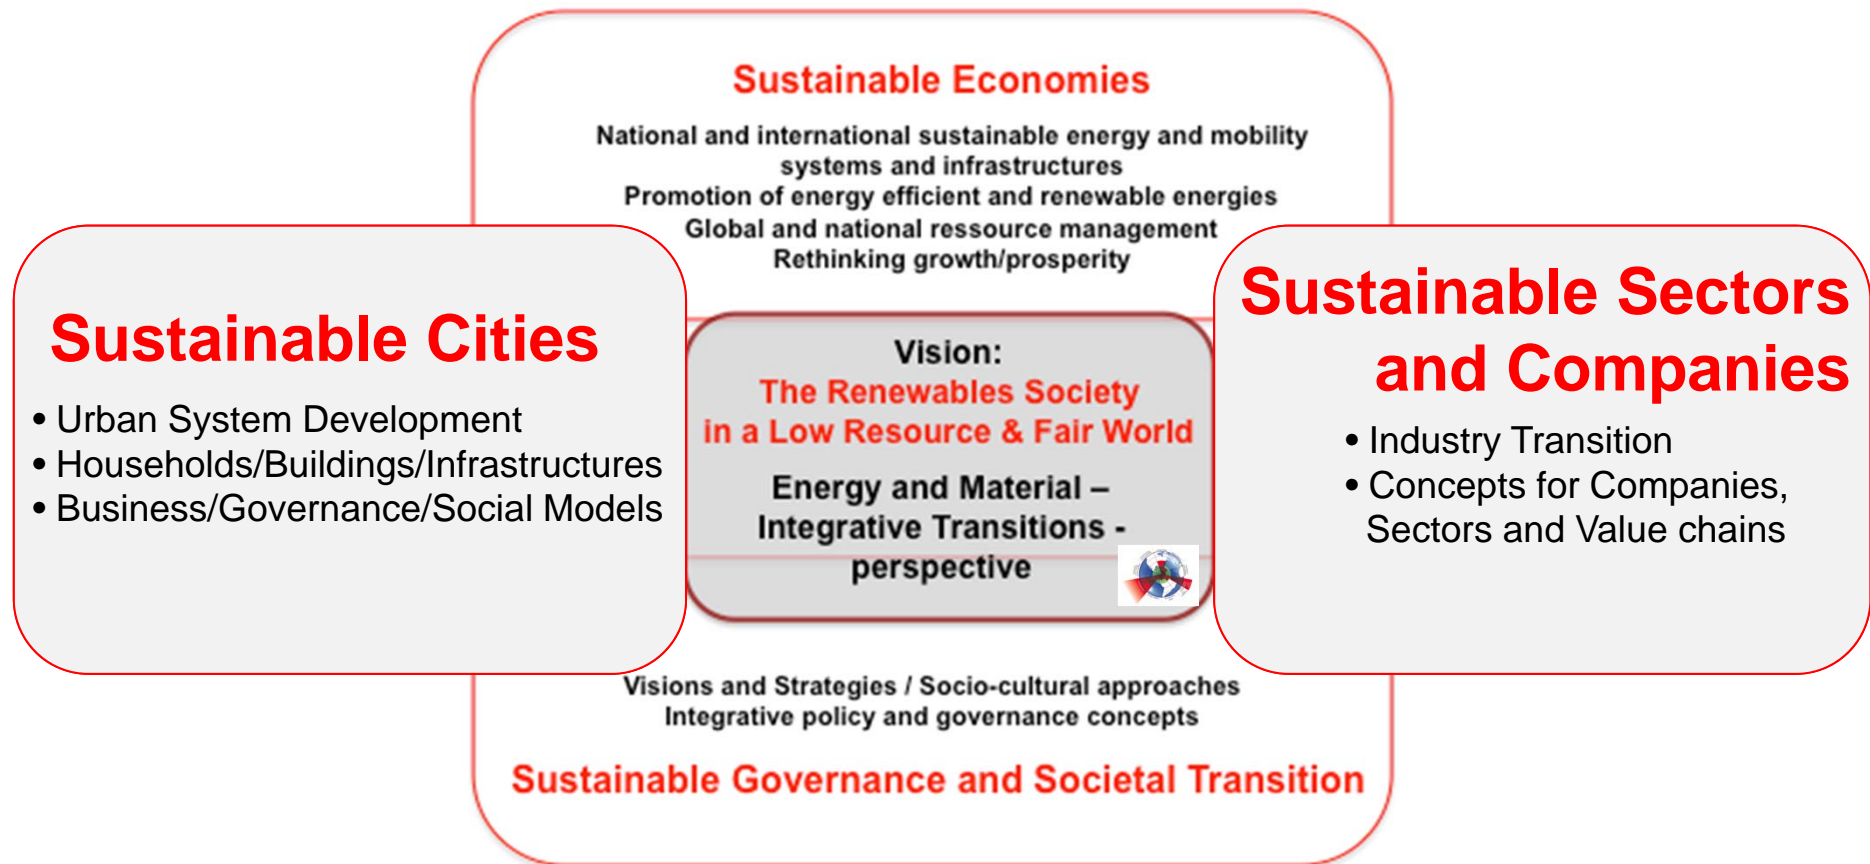 Sustainable Economies
National and international sustainable energy and mobility
systems and infrastructures
Promotion of energy efficient and renewable energies
Global and national ressource management
Rethinking growth/prosperity
Sustainable Cities
• Urban System Development
• Households/Buildings/Infrastructures
• Business/Governance/Social Models
Vision:
The Renewables Society
in a Low Resource & Fair World
Energy and Material –
Integrative Transitions -
perspective
Sustainable Sectors
and Companies
• Industry Transition
• Concepts for Companies,
Sectors and Value chains
Visions and Strategies / Socio-cultural approaches
Integrative policy and governance concepts
Sustainable Governance and Societal Transition